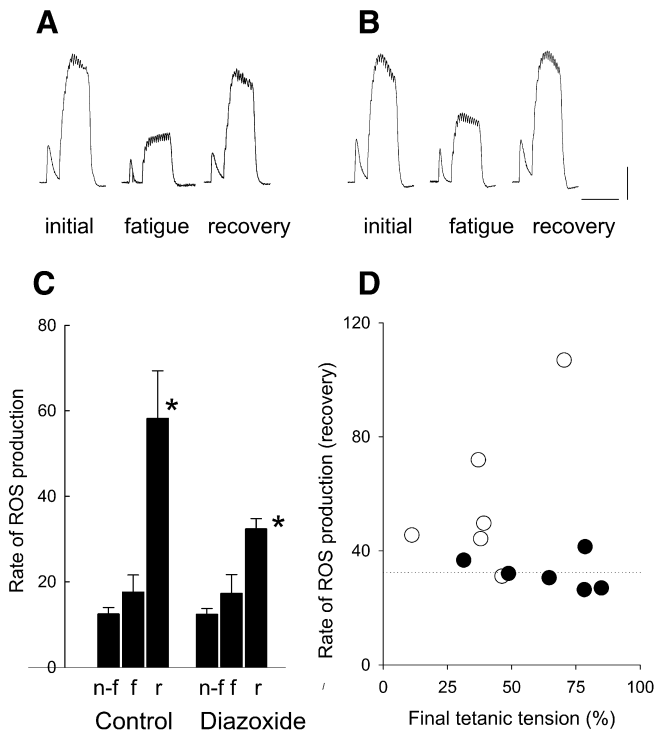 A
B
initial fatigue recovery
initial fatigue recovery
C
D
80
60
40
20
0
Rate of ROS production
*
*
n-f f r
n-f f r
Control Diazoxide
120
80
40
0
Rate of ROS production (recovery)
0 25 50 75 100
Final tetanic tension (%)